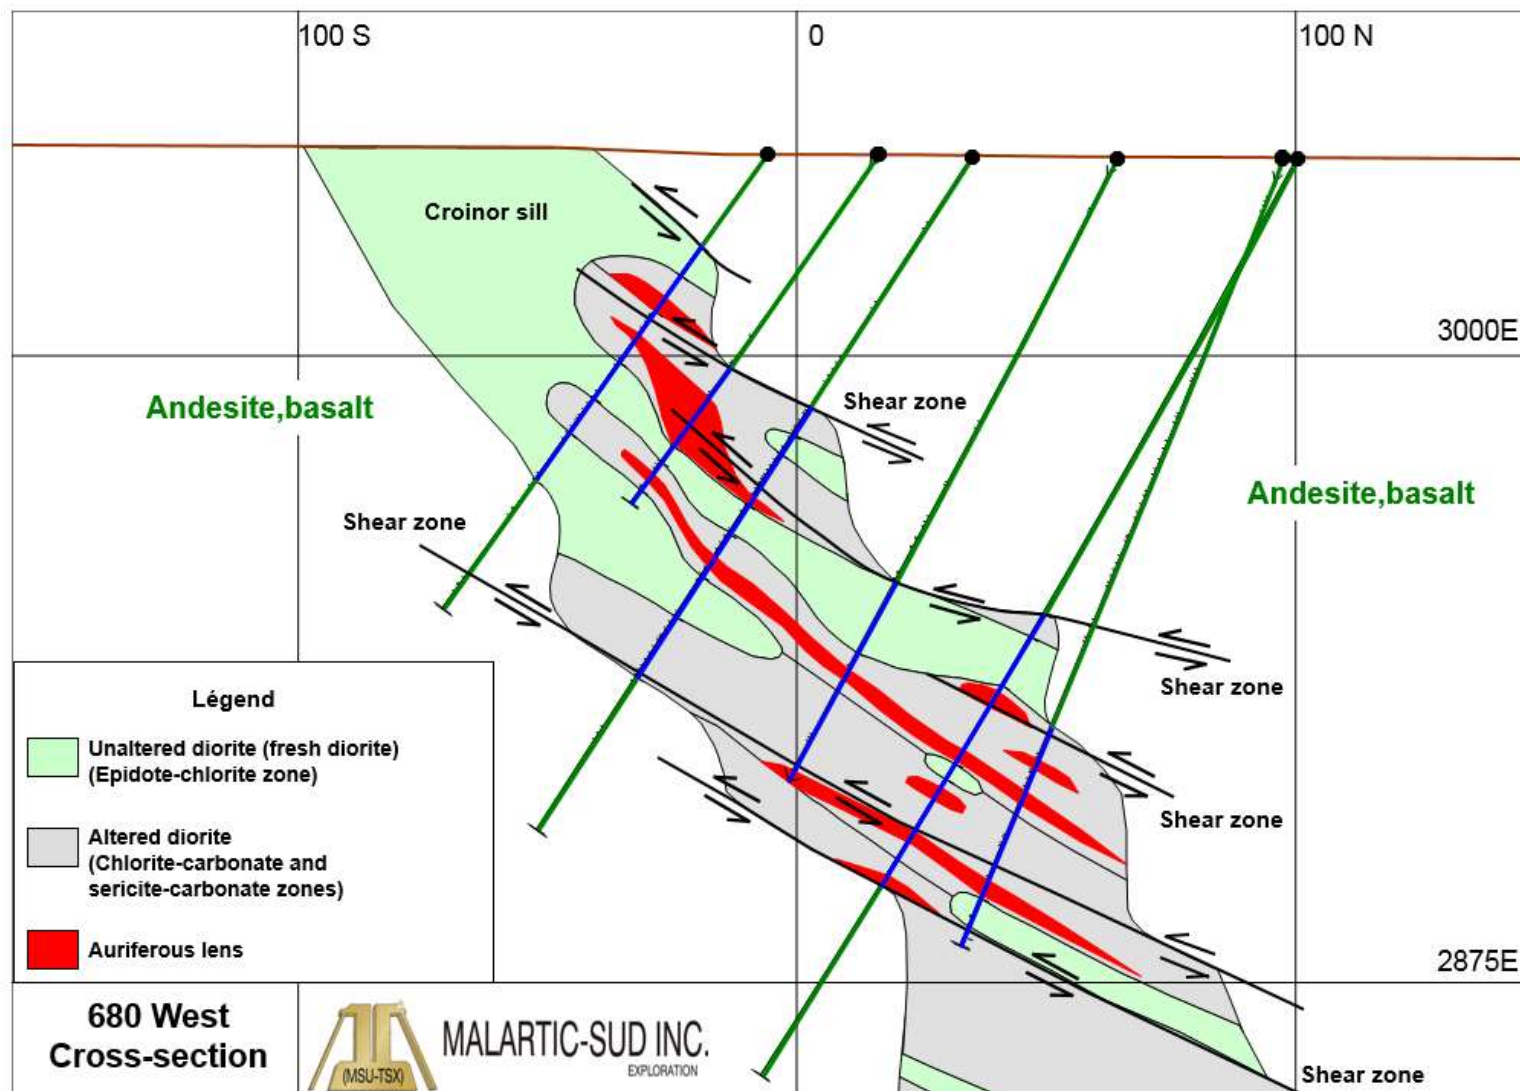 100 S
0
100 N
Croinor sill
3000E
Andesite,basalt
Shear zone
Andesite,basalt
Shear zone
Shear zone
Légend
Unaltered diorite (fresh diorite)
(Epidote-chlorite zone)
Shear zone
Altered diorite
(Chlorite-carbonate and
sericite-carbonate zones)
Auriferous lens
2875E
680 West
Cross-section
(MSU-TSX)
MALARTIC-SUD INC.
EXPLORATION
Shear zone